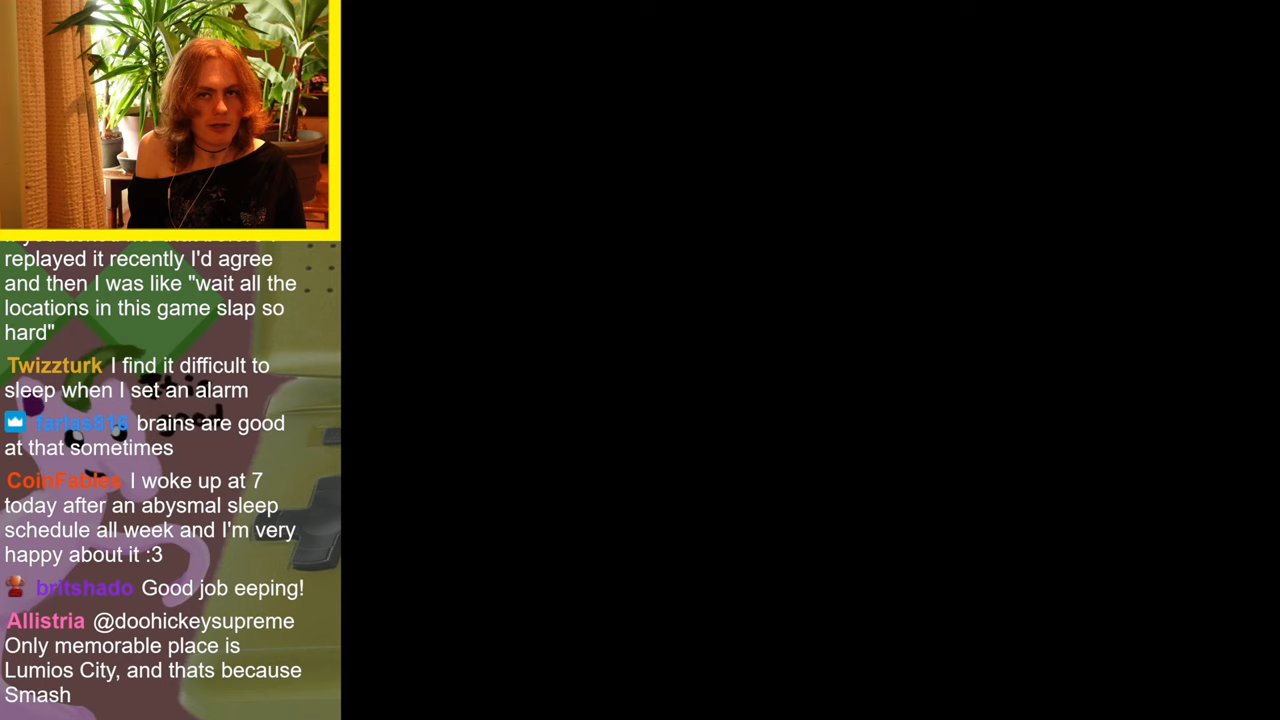 replayed it recently I'd agree
and then I was like "wait all the
locations in this game slap so
hard"
Twizzturk I find it difficult to
sleep when I set an alarm
farlas816 brains are good
at that sometimes
CoinFables I woke up at 7
today after an abysmal sleep
schedule all week and I'm very
happy about it :3
britshado Good job eeping!
Allistria @doohickeysupreme
Only memorable place is
Lumios City, and thats because
Smash